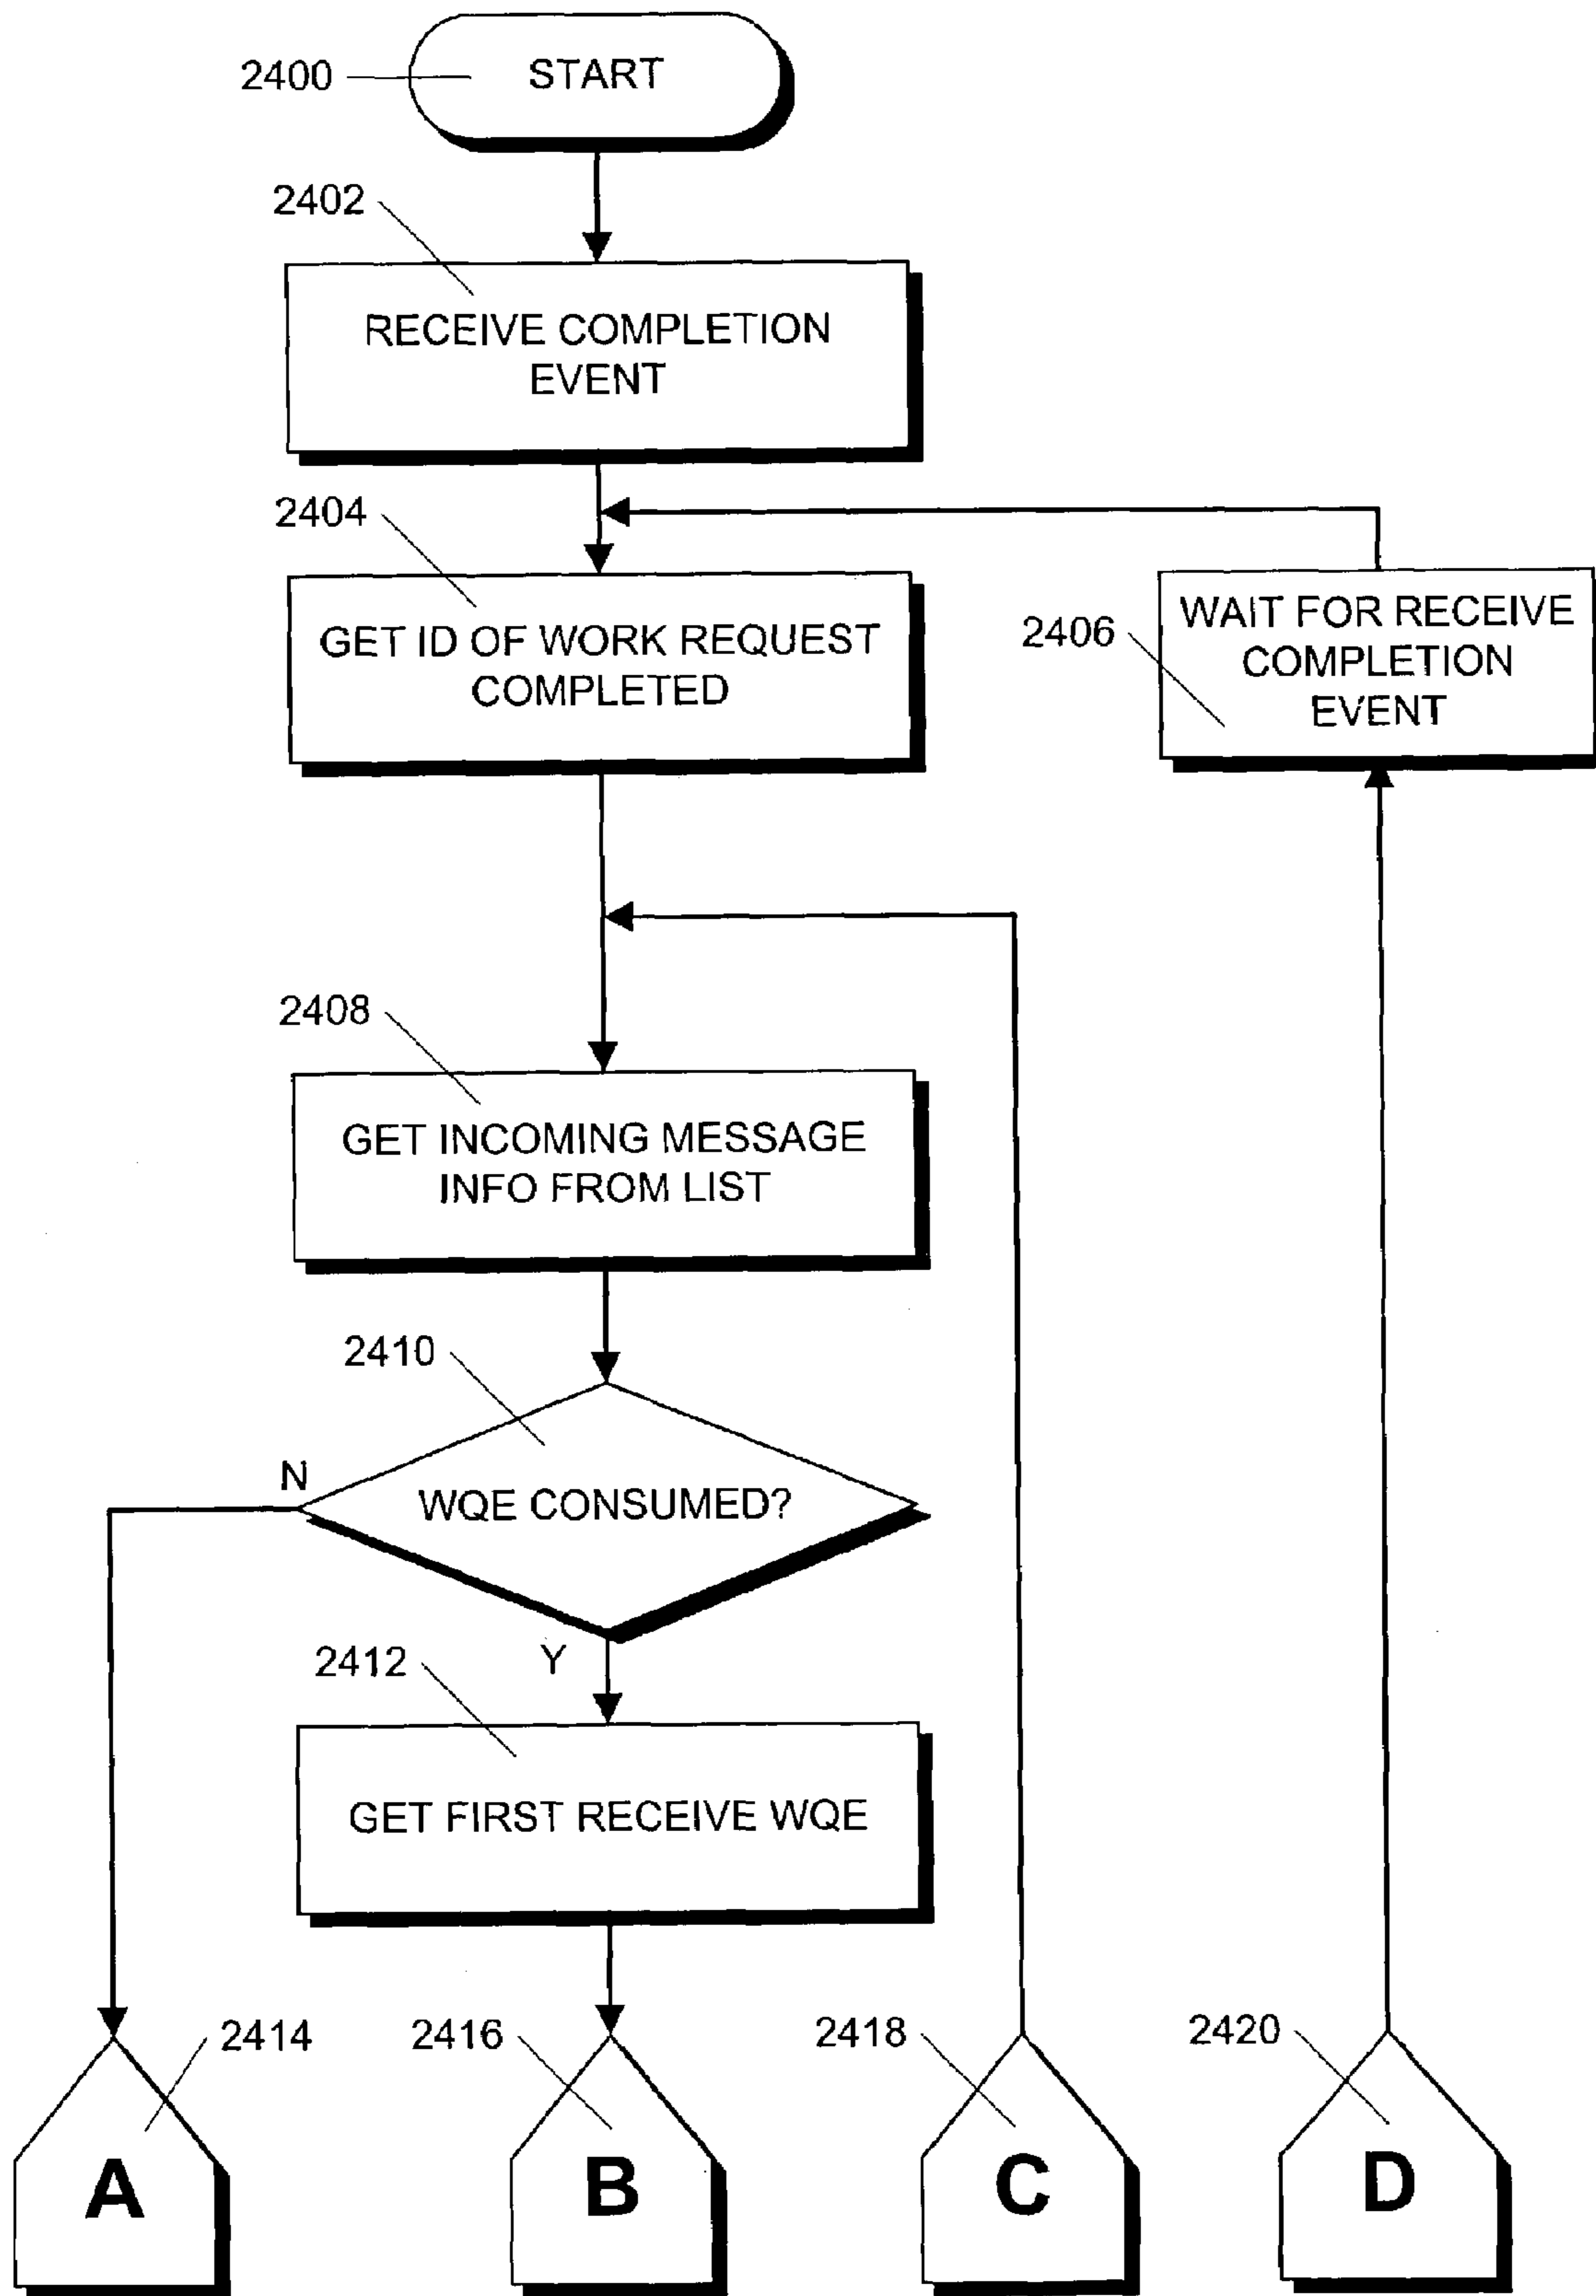 2400
START
2402
RECEIVE COMPLETION
EVENT
2404
GET ID OF WORK REQUEST
COMPLETED
2406
WAIT FOR RECEIVE
COMPLETION
EVENT
2408
GET INCOMING MESSAGE
INFO FROM LIST
2410
N
WQE CONSUMED?
Y
2412
GET FIRST RECEIVE WQE
2414
2416
2418
2420
A
B
C
D